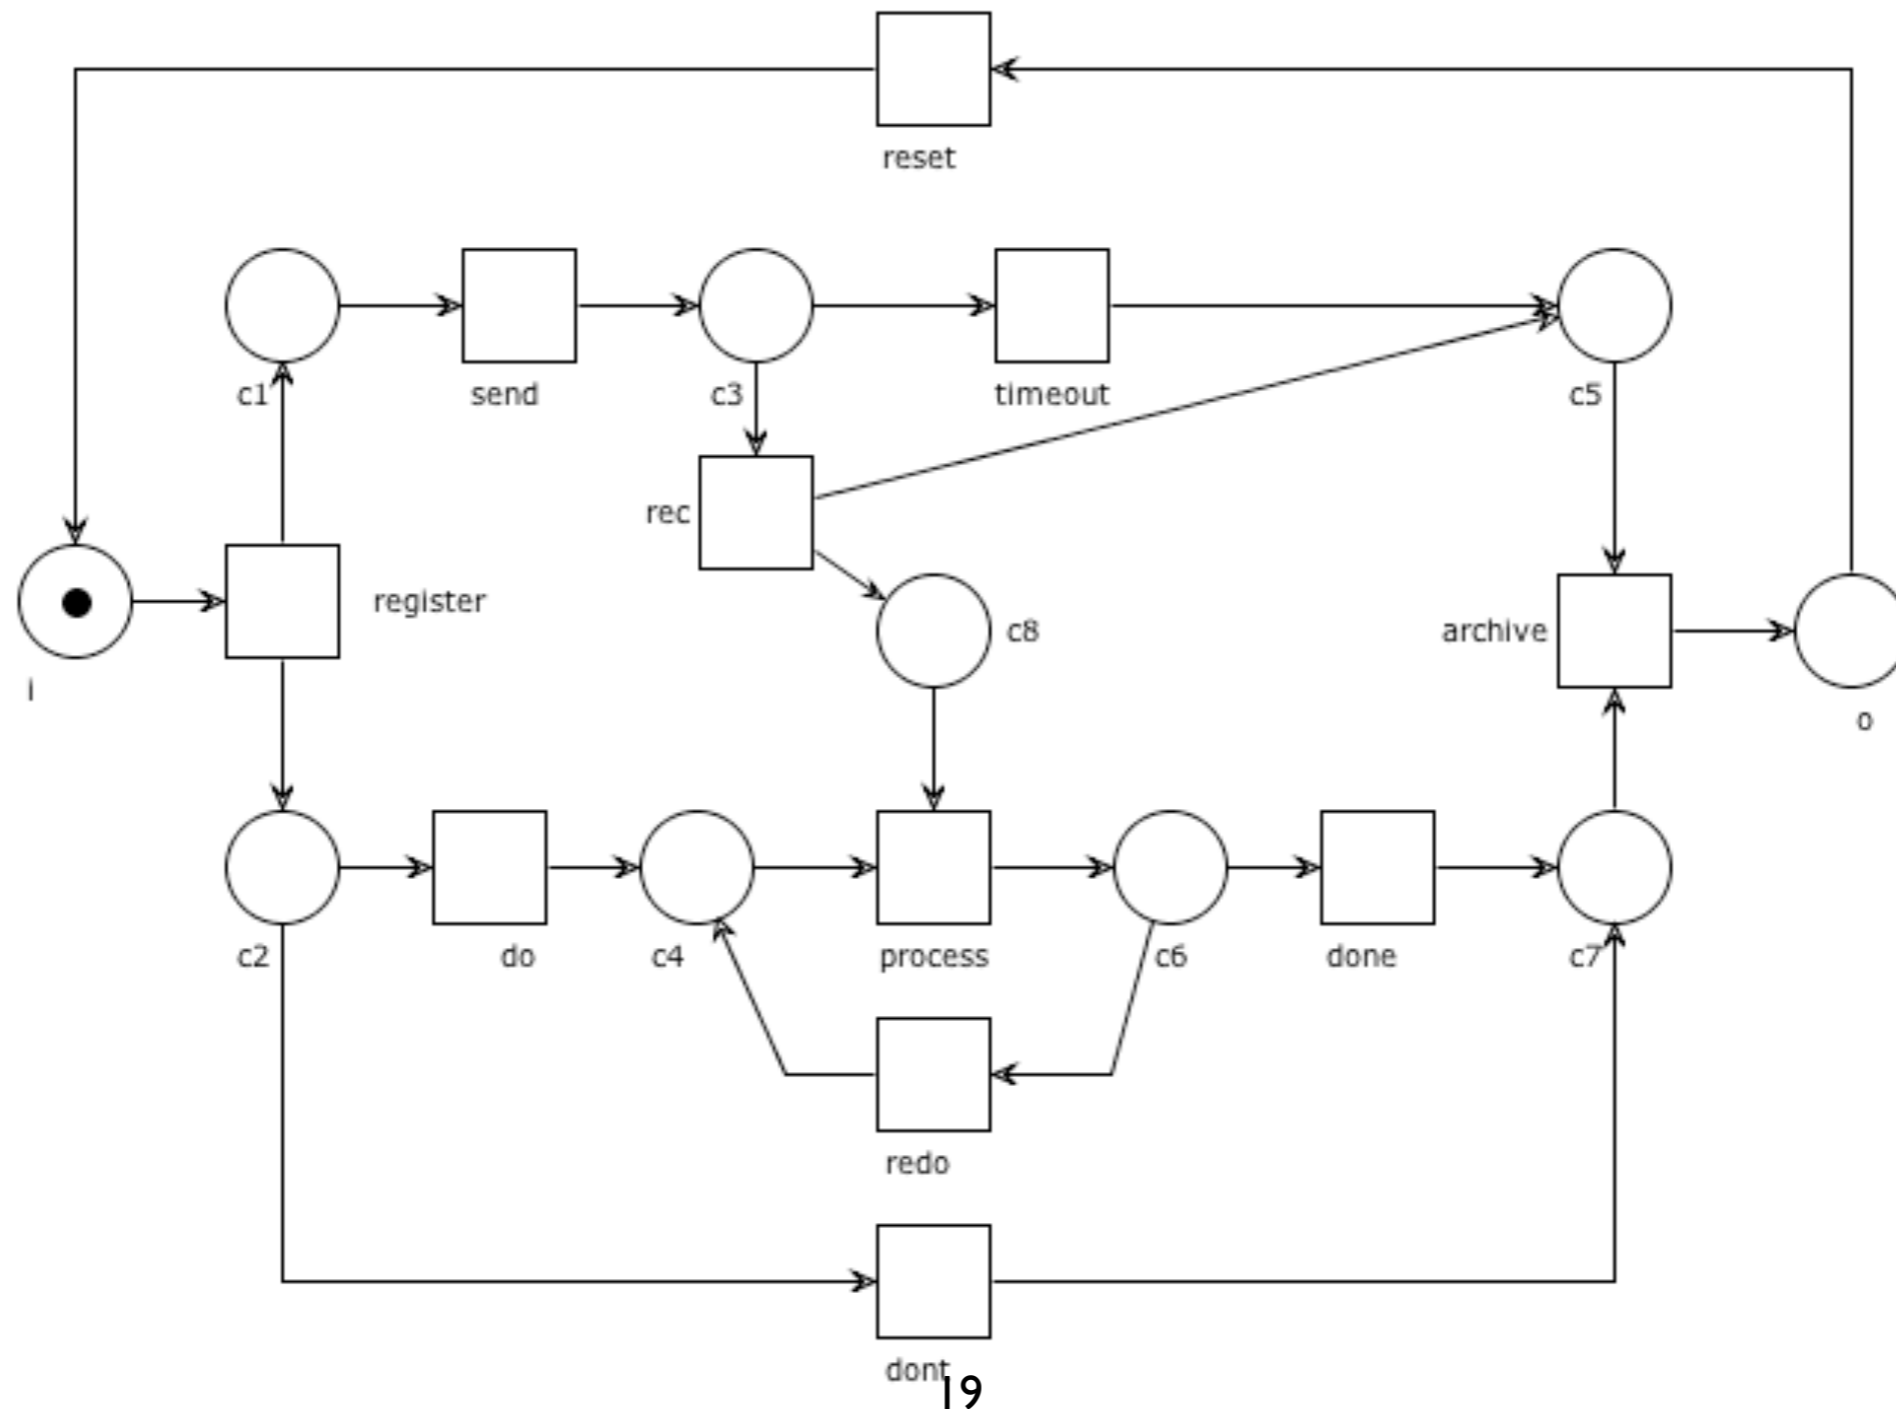 reset
c1
send
c3
timeout
c5
rec
register
c8
archive
i
o
c2
do
c4
process
c6
done
c7
redo
dont
19